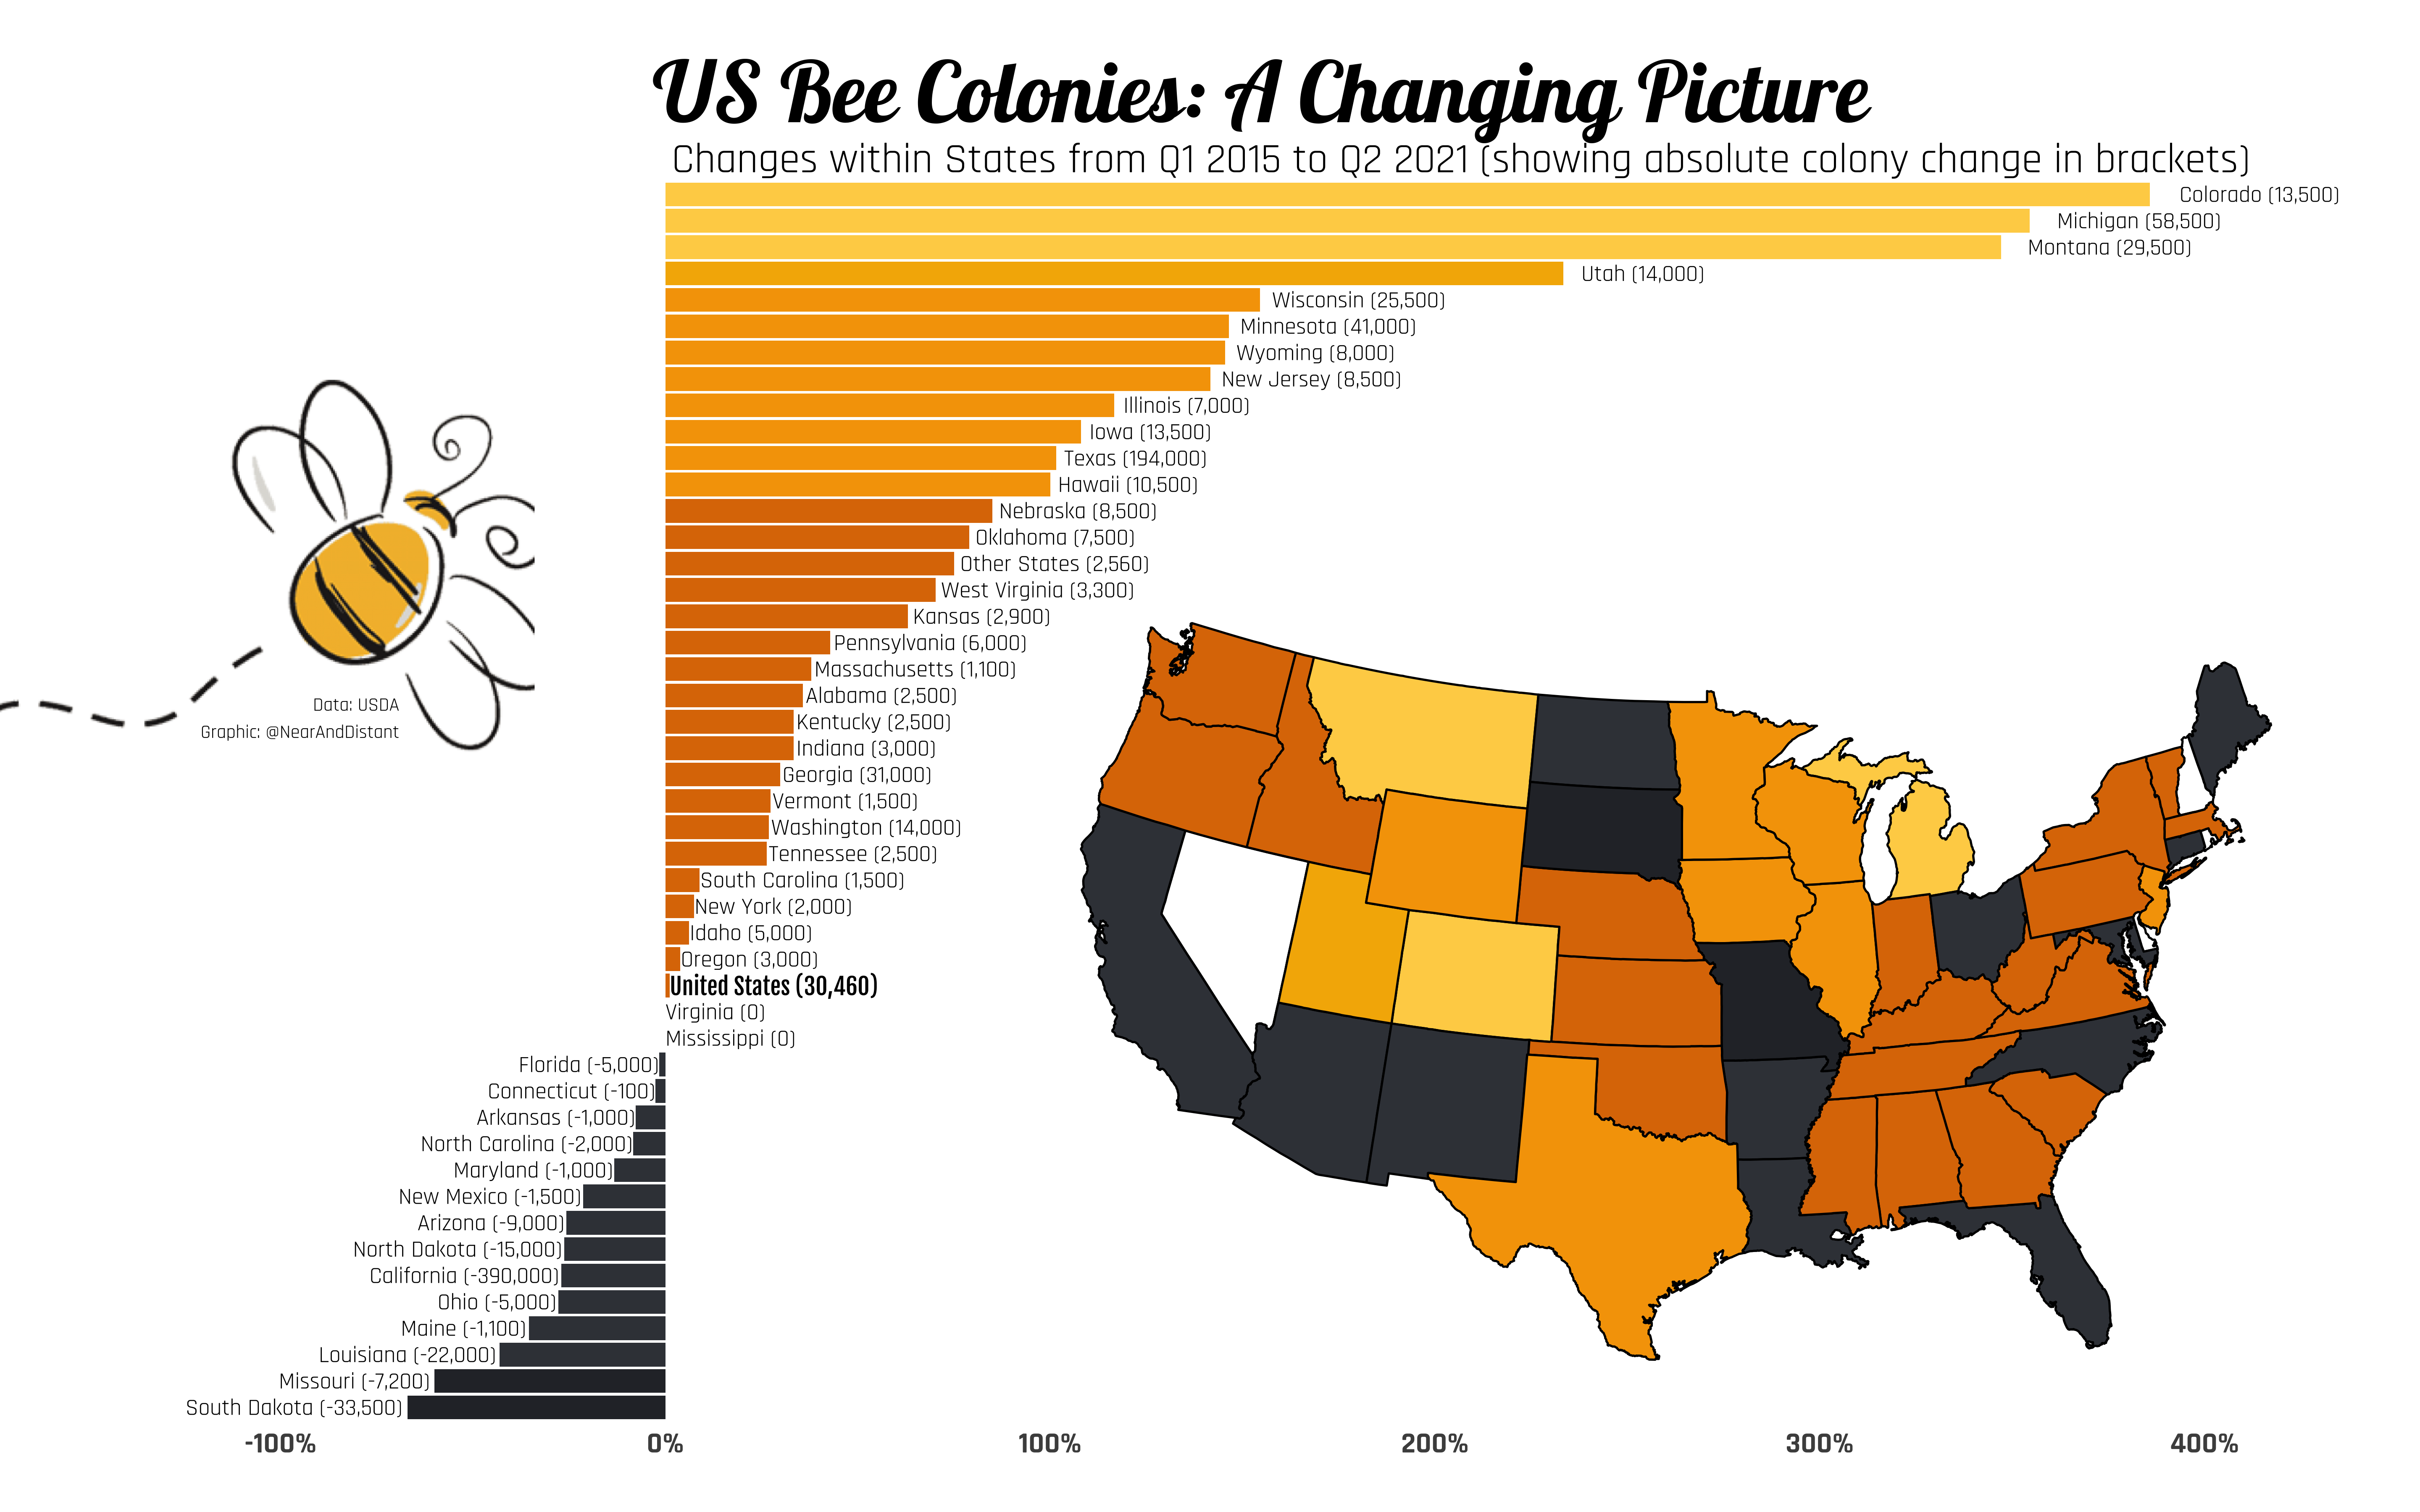 US Bee Colonies: A Changing Picture
Changes within States from Q1 2015 to Q2 2021 (showing absolute colony change in brackets)
Colorado (13,500)
Michigan (58,500)
Montana (29,500)
Utah (14,000)
Wisconsin (25,500)
Minnesota (41,000)
Wyoming (8,000)
New Jersey (8,500)
Illinois (7,000)
Iowa (13,500)
Texas (194,000)
Hawaii (10,500)
Nebraska (8,500)
Oklahoma (7,500)
Other States (2,560)
West Virginia (3,300)
Kansas (2,900)
Pennsylvania (6,000)
Massachusetts (1,100)
Alabama (2,500)
Kentucky (2,500)
Indiana (3,000)
Georgia (31,000)
Vermont (1,500)
Washington (14,000)
Tennessee (2,500)
South Carolina (1,500)
New York (2,000)
Idaho (5,000)
Oregon (3,000)
United States (30,460)
Virginia (0)
Mississippi (0)
Florida (-5,000)
Connecticut (-100)
Arkansas (-1,000)
North Carolina (-2,000)
Maryland (-1,000)
New Mexico (-1,500)
Arizona (-9,000)
North Dakota (-15,000)
California (-390,000)
Ohio (-5,000)
Maine (-1,100)
Louisiana (-22,000)
Missouri (-7,200)
South Dakota (-33,500)
-100% 0% 100% 200% 300% 400%
Data: USDA
Graphic: @NearAndDistant